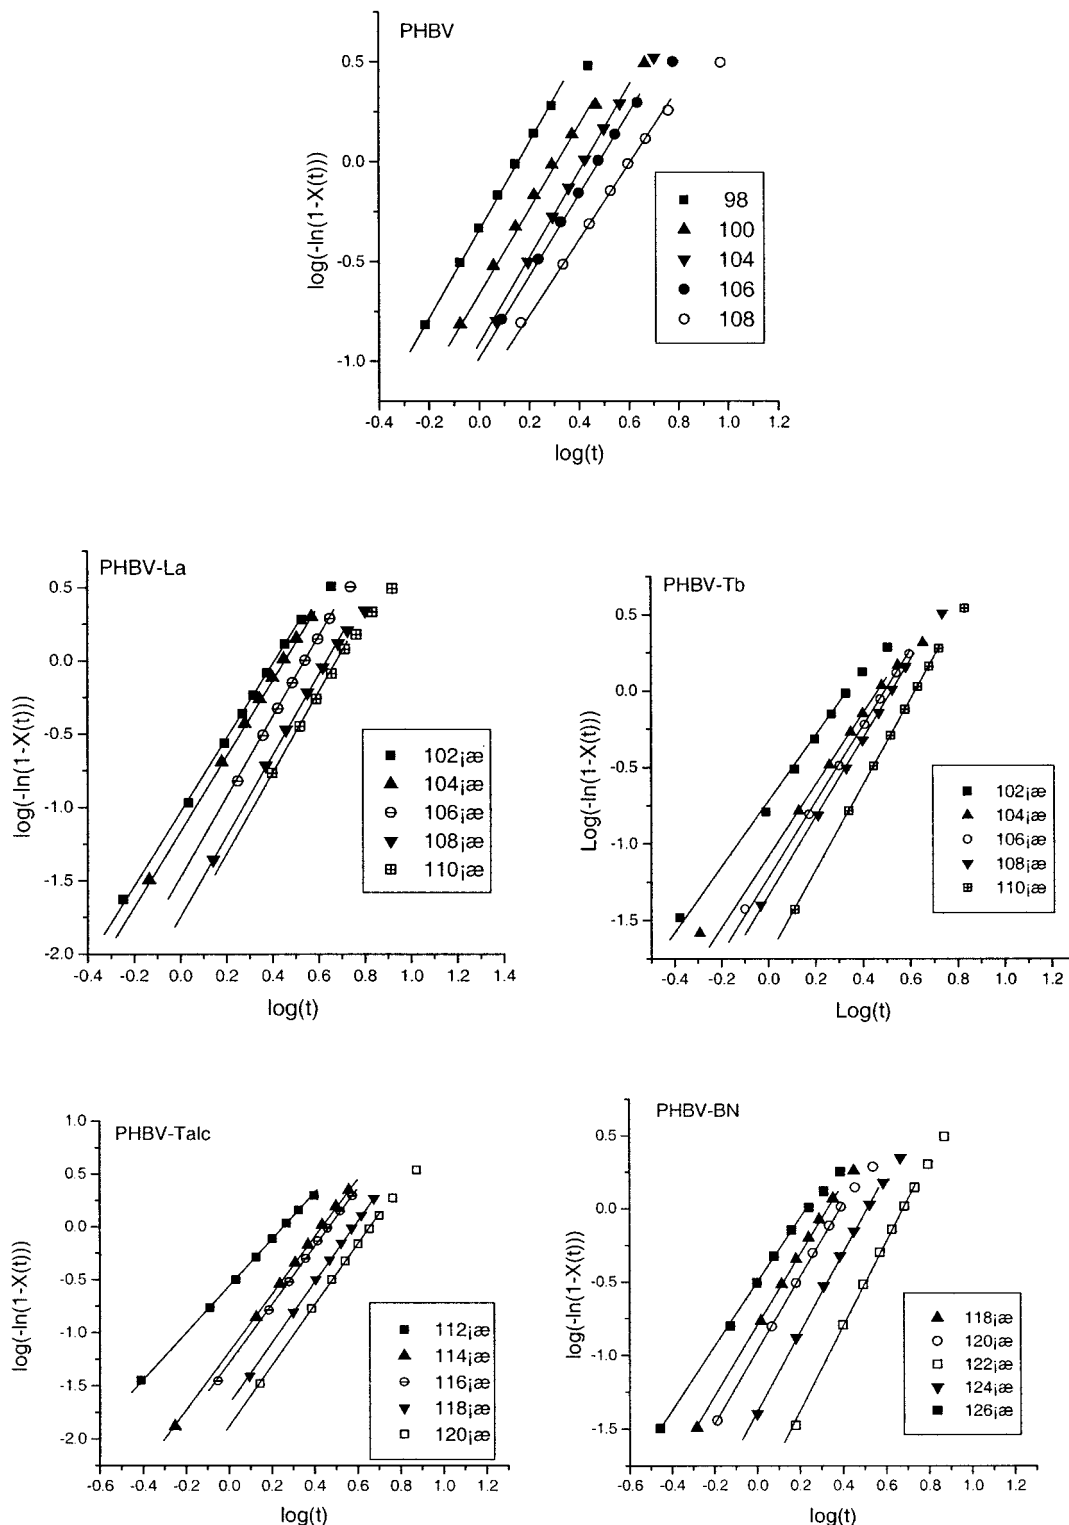 PHBV
log(-ln(1-X(t)))
0.5
0.0
-0.5
-1.0
98
100
104
106
108
-0.4 -0.2 0.0 0.2 0.4 0.6 0.8 1.0 1.2
log(t)
PHBV-La
log(-ln(1-X(t)))
0.5
0.0
-0.5
-1.0
-1.5
-2.0
102¡æ
104¡æ
106¡æ
108¡æ
110¡æ
-0.4 -0.2 0.0 0.2 0.4 0.6 0.8 1.0 1.2 1.4
log(t)
PHBV-Tb
Log(-ln(1-X(t)))
0.5
0.0
-0.5
-1.0
-1.5
102¡æ
104¡æ
106¡æ
108¡æ
110¡æ
-0.4 -0.2 0.0 0.2 0.4 0.6 0.8 1.0 1.2
Log(t)
PHBV-Talc
log(-ln(1-X(t)))
1.0
0.5
0.0
-0.5
-1.0
-1.5
-2.0
112¡æ
114¡æ
116¡æ
118¡æ
120¡æ
-0.6 -0.4 -0.2 0.0 0.2 0.4 0.6 0.8 1.0 1.2
log(t)
PHBV-BN
log(-ln(1-X(t)))
0.5
0.0
-0.5
-1.0
-1.5
118¡æ
120¡æ
122¡æ
124¡æ
126¡æ
-0.6 -0.4 -0.2 0.0 0.2 0.4 0.6 0.8 1.0 1.2
log(t)